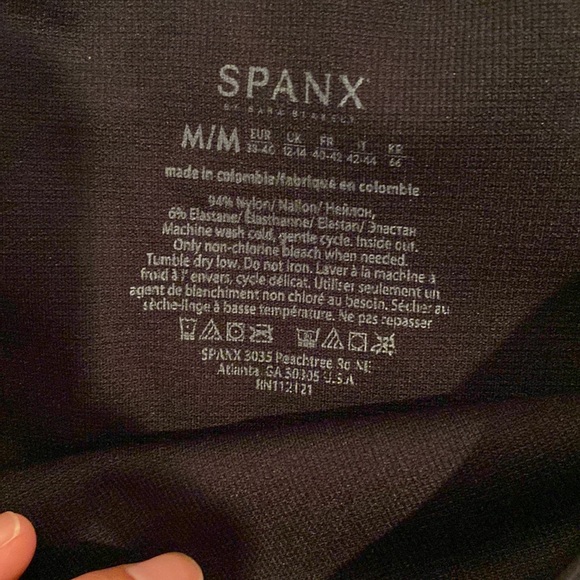 SPANX
BY SARA BLAKELY
M/M EUR UK FR IT KR
38-40 12-14 40-42 42-44 66
made in colombia/fabriqué en colombie
94% Nylon/ Nailon/ Нейлон,
6% Elastane/ Élasthanne/ Elastan/ Эластан
Machine wash cold, gentle cycle. Inside out.
Only non-chlorine bleach when needed.
Tumble dry low. Do not iron. Laver à la machine à
froid à l' envers, cycle délicat. Utiliser seulement un
agent de blanchiment non chloré au besoin. Sécher au
sèche-linge à basse température. Ne pas repasser
SPANX 3035 Peachtree Rd NE
Atlanta, GA 30305 U.S.A
RN112121